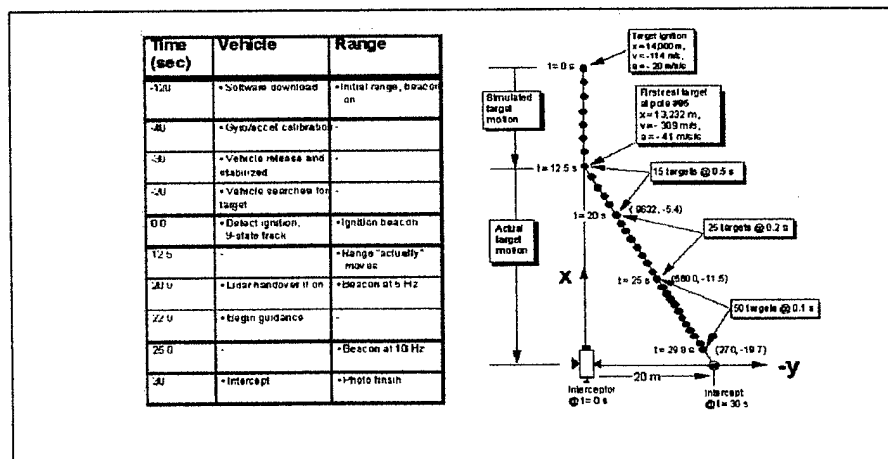 Time (sec) Vehicle Range
-120 • Software download • Initial range, beacon on
-40 • Gyro/accel calibration -
-30 • Vehicle release and stabilized -
-20 • Vehicle searches for target -
0.0 • Detect ignition, 9-state track • Ignition beacon
12.5 - • Range "actually" moves
20.0 • Lidar handover if on • Beacon at 5 Hz
22.0 • Begin guidance -
25.0 - • Beacon at 10 Hz
30 • Intercept • Photo finish
Target Ignition
x = 14,000 m,
v = -114 m/s,
a = -20 m/s/s
t = 0 s
Simulated
target
motion
First real target
at pole #95
x = 13,232 m
v = -309 m/s,
a = -41 m/s/s
t = 12.5 s
15 targets @ 0.5 s
t = 20 s
(9632, -5.4)
Actual
target
motion
25 targets @ 0.2 s
t = 25 s
(5600, -11.5)
X
50 targets @ 0.1 s
t = 29.8 s
(270, -19.7)
-y
20 m
Interceptor
@ t = 0 s
Intercept
@ t = 30 s